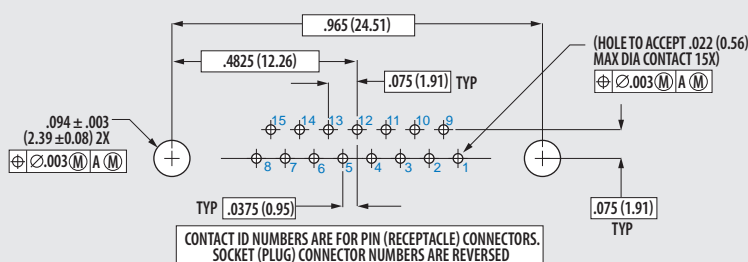 .965 (24.51)
.4825 (12.26)
(HOLE TO ACCEPT .022 (0.56)
MAX DIA CONTACT 15X)
.075 (1.91) TYP
⌖ ∅.003Ⓜ A Ⓜ
.094 ± .003
(2.39 ±0.08) 2X
⌖ ∅.003Ⓜ A Ⓜ
15 14 13 12 11 10 9
8 7 6 5 4 3 2 1
TYP .0375 (0.95)
.075 (1.91)
TYP
CONTACT ID NUMBERS ARE FOR PIN (RECEPTACLE) CONNECTORS.
SOCKET (PLUG) CONNECTOR NUMBERS ARE REVERSED